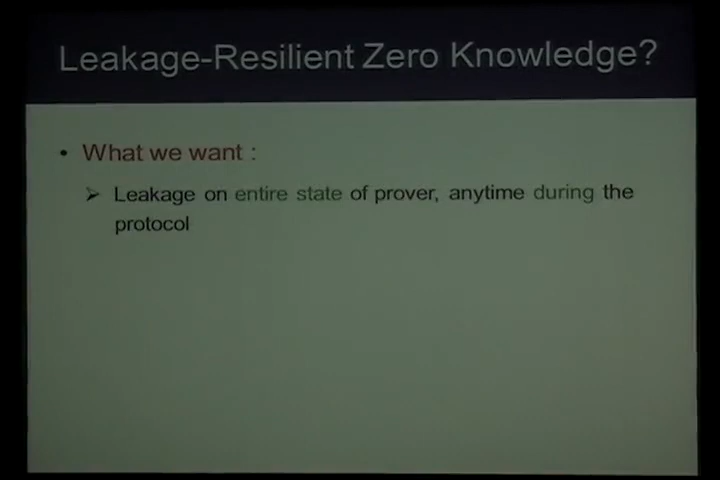 Leakage-Resilient Zero Knowledge?
• What we want :
➢ Leakage on entire state of prover, anytime during the
protocol